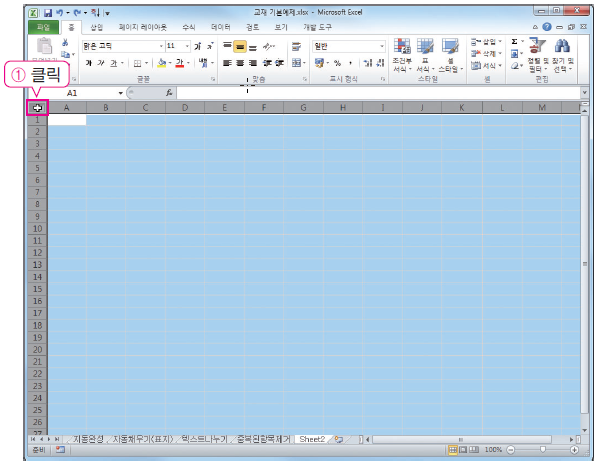 교재 기본예제.xlsx - Microsoft Excel
파일 홈 삽입 페이지 레이아웃 수식 데이터 검토 보기 개발 도구
맑은 고딕 11 가 가 일반 조건부 서식 표 서식 셀 스타일 삽입 삭제 서식 정렬 및 필터 찾기 및 선택
가 가 가 % ,
글꼴 맞춤 표시 형식 스타일 셀 편집
① 클릭
A1 fx
A B C D E F G H I J K L M
1
2
3
4
5
6
7
8
9
10
11
12
13
14
15
16
17
18
19
20
21
22
23
24
25
26
27
자동완성 자동채우기(표지) 텍스트나누기 중복된항목제거 Sheet2
준비 100%